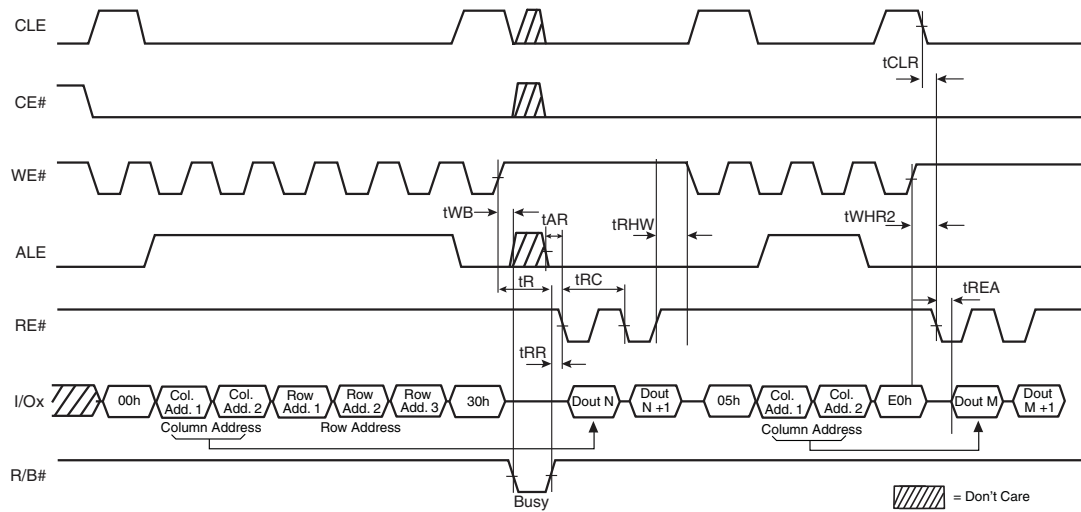 CLE
tCLR
CE#
WE#
tWB
tAR
tRHW
tWHR2
ALE
tR
tRC
tREA
RE#
tRR
I/Ox
00h
Col. Add. 1
Col. Add. 2
Row Add. 1
Row Add. 2
Row Add. 3
30h
Dout N
Dout N +1
05h
Col. Add. 1
Col. Add. 2
E0h
Dout M
Dout M +1
Column Address
Row Address
Column Address
R/B#
Busy
= Don't Care